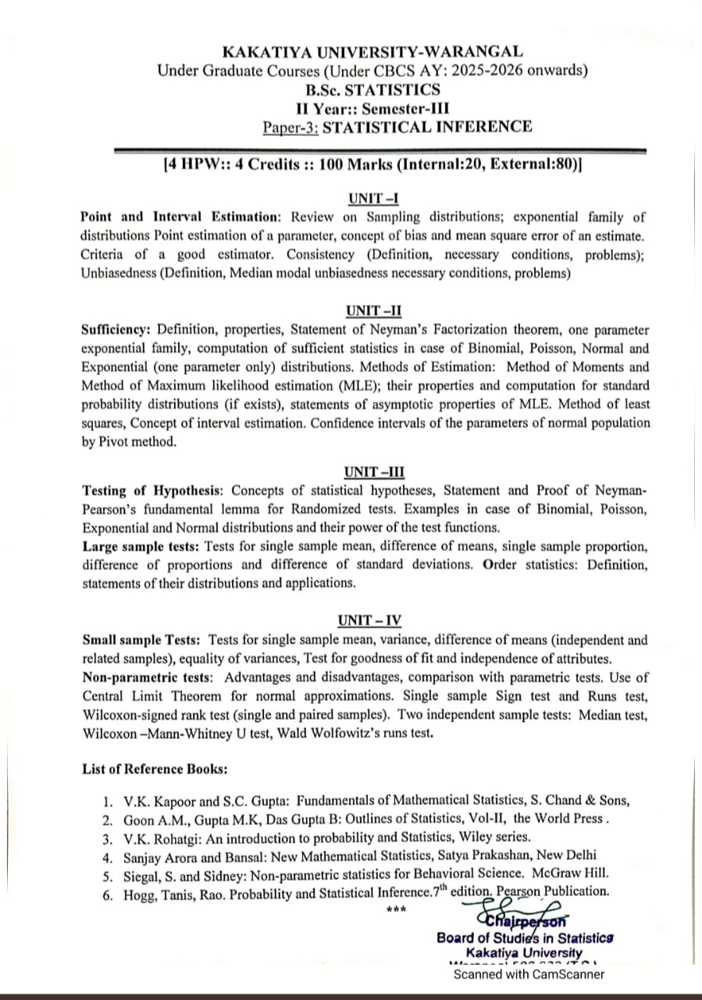 KAKATIYA UNIVERSITY-WARANGAL
Under Graduate Courses (Under CBCS AY: 2025-2026 onwards)
B.Sc. STATISTICS
II Year:: Semester-III
Paper-3: STATISTICAL INFERENCE
[4 HPW:: 4 Credits :: 100 Marks (Internal:20, External:80)]
UNIT –I
Point and Interval Estimation: Review on Sampling distributions; exponential family of
distributions Point estimation of a parameter, concept of bias and mean square error of an estimate.
Criteria of a good estimator. Consistency (Definition, necessary conditions, problems);
Unbiasedness (Definition, Median modal unbiasedness necessary conditions, problems)
UNIT –II
Sufficiency: Definition, properties, Statement of Neyman's Factorization theorem, one parameter
exponential family, computation of sufficient statistics in case of Binomial, Poisson, Normal and
Exponential (one parameter only) distributions. Methods of Estimation: Method of Moments and
Method of Maximum likelihood estimation (MLE); their properties and computation for standard
probability distributions (if exists), statements of asymptotic properties of MLE. Method of least
squares, Concept of interval estimation. Confidence intervals of the parameters of normal population
by Pivot method.
UNIT –III
Testing of Hypothesis: Concepts of statistical hypotheses, Statement and Proof of Neyman-
Pearson's fundamental lemma for Randomized tests. Examples in case of Binomial, Poisson,
Exponential and Normal distributions and their power of the test functions.
Large sample tests: Tests for single sample mean, difference of means, single sample proportion,
difference of proportions and difference of standard deviations. Order statistics: Definition,
statements of their distributions and applications.
UNIT – IV
Small sample Tests: Tests for single sample mean, variance, difference of means (independent and
related samples), equality of variances, Test for goodness of fit and independence of attributes.
Non-parametric tests: Advantages and disadvantages, comparison with parametric tests. Use of
Central Limit Theorem for normal approximations. Single sample Sign test and Runs test,
Wilcoxon-signed rank test (single and paired samples). Two independent sample tests: Median test,
Wilcoxon –Mann-Whitney U test, Wald Wolfowitz's runs test.
List of Reference Books:
1. V.K. Kapoor and S.C. Gupta: Fundamentals of Mathematical Statistics, S. Chand & Sons,
2. Goon A.M., Gupta M.K, Das Gupta B: Outlines of Statistics, Vol-II, the World Press .
3. V.K. Rohatgi: An introduction to probability and Statistics, Wiley series.
4. Sanjay Arora and Bansal: New Mathematical Statistics, Satya Prakashan, New Delhi
5. Siegal, S. and Sidney: Non-parametric statistics for Behavioral Science. McGraw Hill.
6. Hogg, Tanis, Rao. Probability and Statistical Inference.7th edition. Pearson Publication.
***
Chairperson
Board of Studies in Statistics
Kakatiya University
Scanned with CamScanner